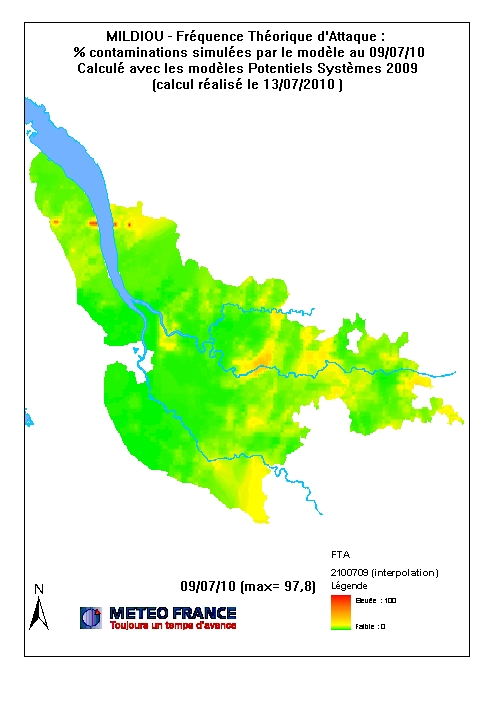 MILDIOU - Fréquence Théorique d'Attaque :
% contaminations simulées par le modèle au 09/07/10
Calculé avec les modèles Potentiels Systèmes 2009
(calcul réalisé le 13/07/2010 )
FTA
2100709 (interpolation)
Légende
Elevée : 100
Faible : 0
09/07/10 (max= 97,8)
N
METEO FRANCE
Toujours un temps d'avance